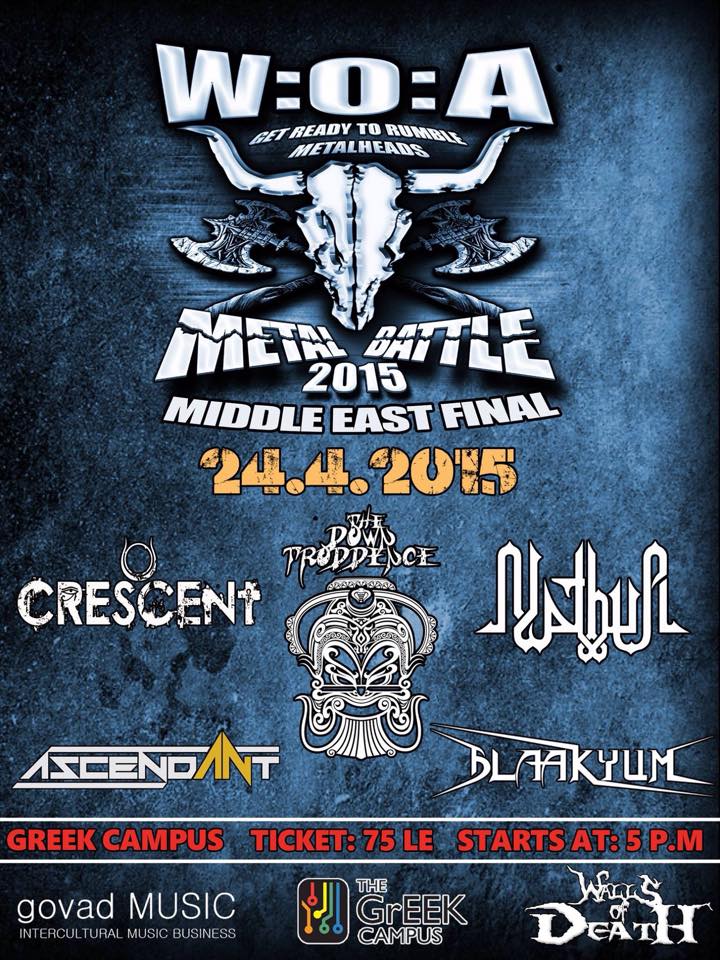 W:O:A
GET READY TO RUMBLE
METALHEADS
METAL BATTLE
2015
MIDDLE EAST FINAL
24.4.2015
THE
DOWN
TRODDENCE
CRESCENT
NATHUR
ASCENDANT
BLAAKYUM
GREEK CAMPUS TICKET: 75 LE STARTS AT: 5 P.M
govad MUSIC
INTERCULTURAL MUSIC BUSINESS
THE
GrEEK
CAMPUS
WALLS
of
DEATH